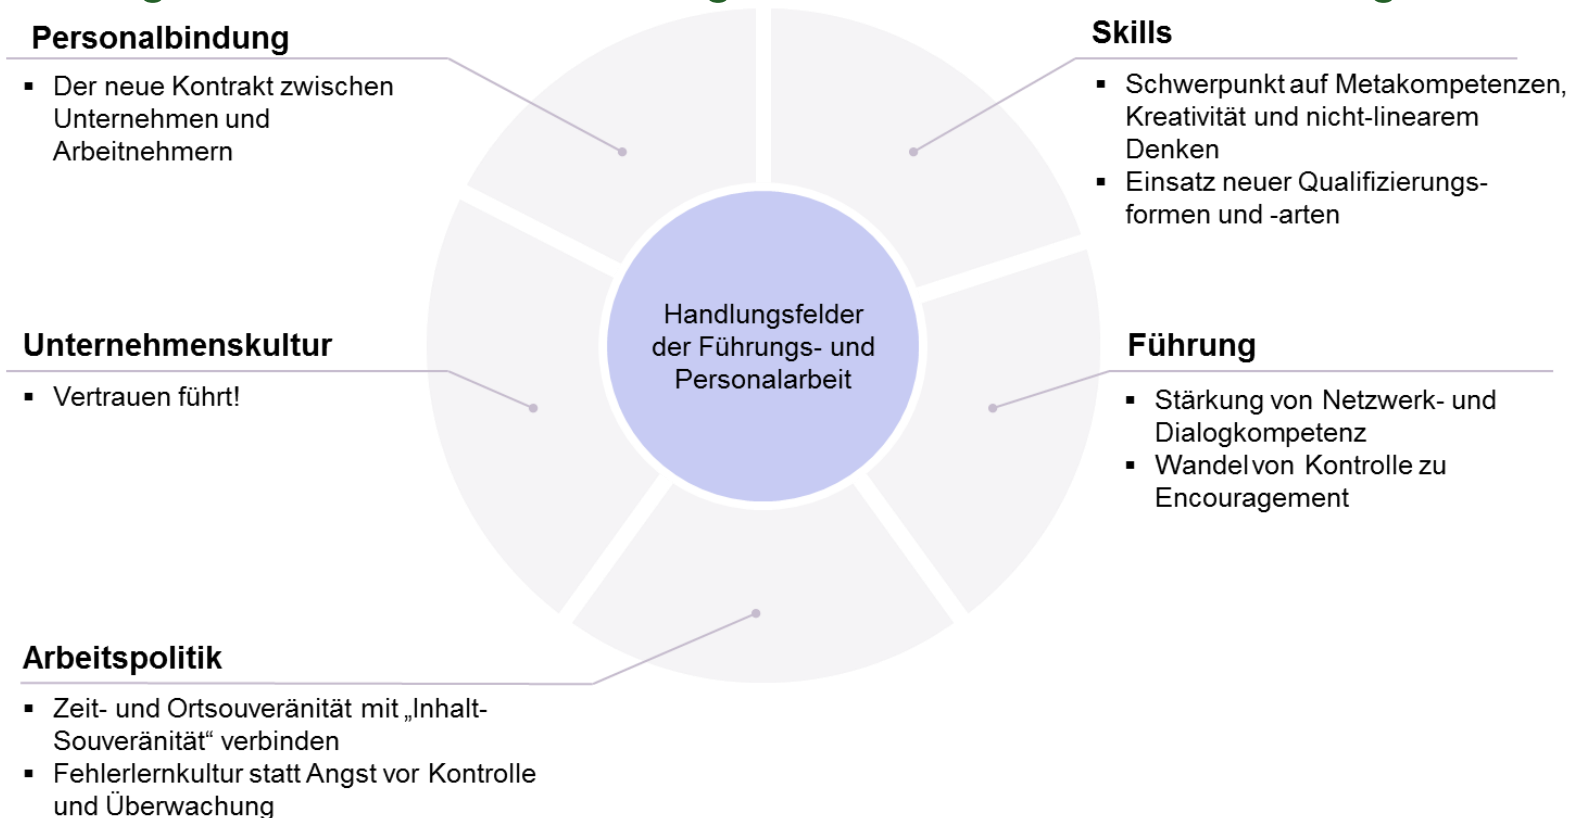 Personalbindung
▪ Der neue Kontrakt zwischen
Unternehmen und
Arbeitnehmern
Skills
▪ Schwerpunkt auf Metakompetenzen,
Kreativität und nicht-linearem
Denken
▪ Einsatz neuer Qualifizierungs-
formen und -arten
Handlungsfelder
der Führungs- und
Personalarbeit
Unternehmenskultur
▪ Vertrauen führt!
Führung
▪ Stärkung von Netzwerk- und
Dialogkompetenz
▪ Wandel von Kontrolle zu
Encouragement
Arbeitspolitik
▪ Zeit- und Ortsouveränität mit „Inhalt-
Souveränität“ verbinden
▪ Fehlerlernkultur statt Angst vor Kontrolle
und Überwachung